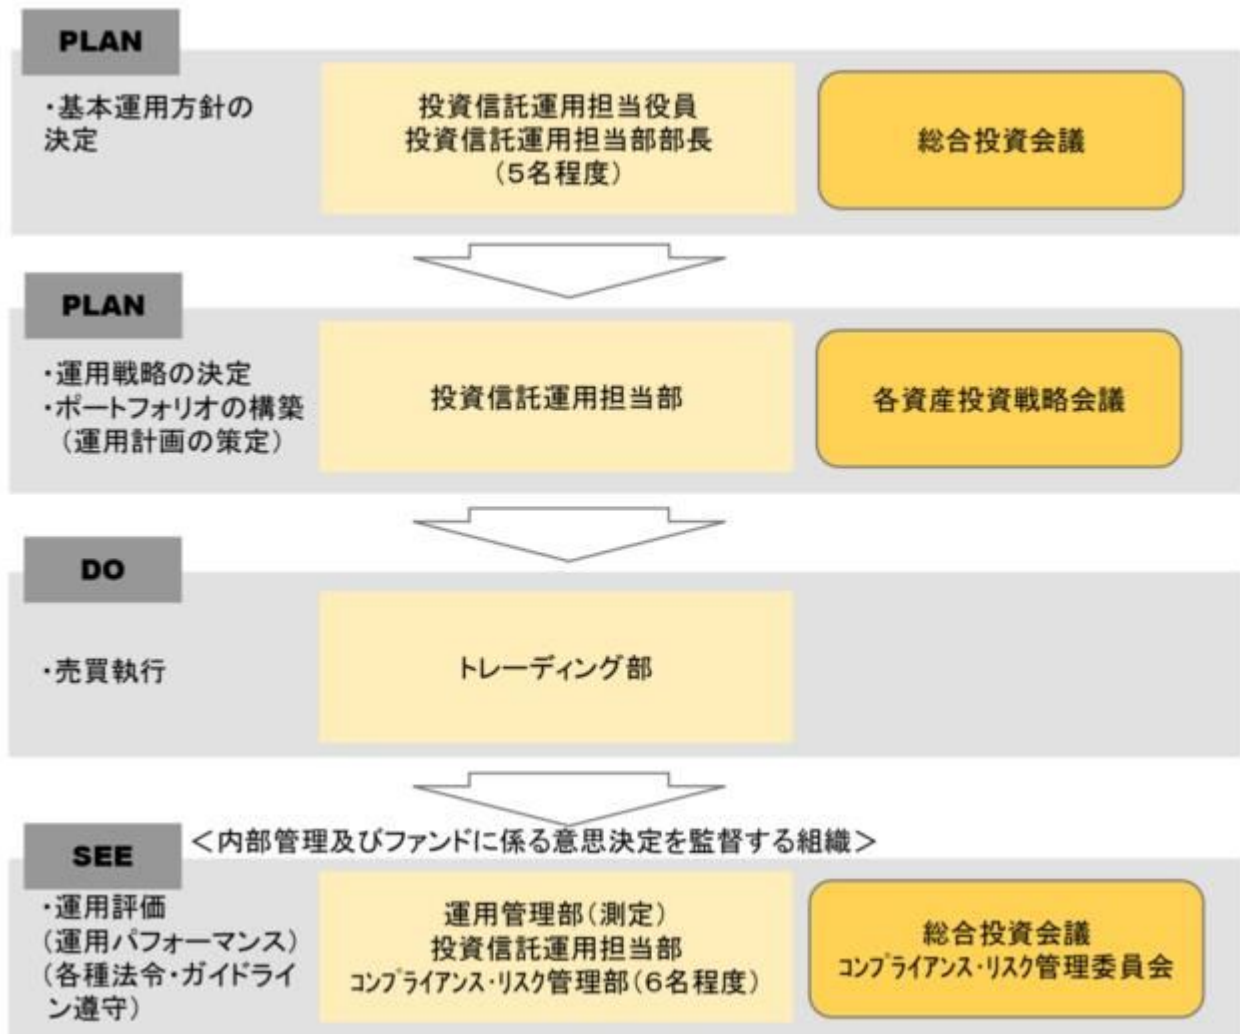 PLAN
・基本運用方針の
決定
投資信託運用担当役員
投資信託運用担当部部長
(5名程度)
総合投資会議
PLAN
・運用戦略の決定
・ポートフォリオの構築
(運用計画の策定)
投資信託運用担当部
各資産投資戦略会議
DO
・売買執行
トレーディング部
SEE
＜内部管理及びファンドに係る意思決定を監督する組織＞
・運用評価
(運用パフォーマンス)
(各種法令・ガイドライ
ン遵守)
運用管理部(測定)
投資信託運用担当部
コンプライアンス・リスク管理部(6名程度)
総合投資会議
コンプライアンス・リスク管理委員会